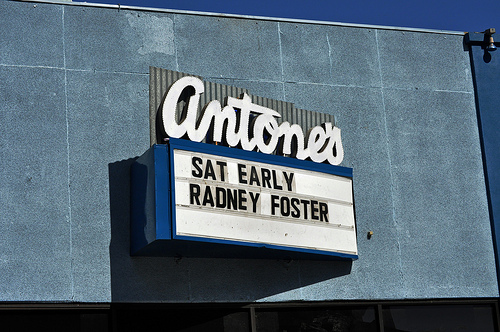 Antone's
SAT EARLY
RADNEY FOSTER